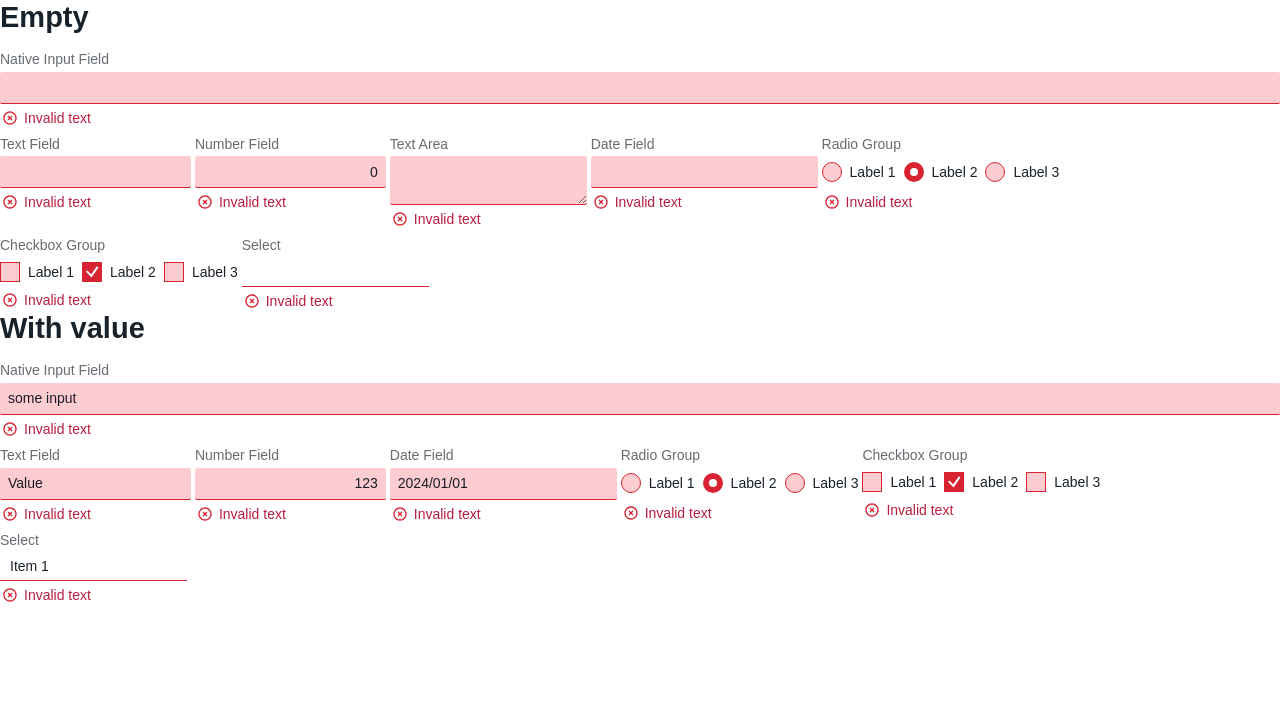 Empty
Native Input Field
Invalid text
Text Field Number Field Text Area Date Field Radio Group
0 Label 1 Label 2 Label 3
Invalid text Invalid text Invalid text Invalid text
Invalid text
Checkbox Group Select
Label 1 Label 2 Label 3
Invalid text Invalid text
With value
Native Input Field
some input
Invalid text
Text Field Number Field Date Field Radio Group Checkbox Group
Value 123 2024/01/01 Label 1 Label 2 Label 3 Label 1 Label 2 Label 3
Invalid text Invalid text Invalid text Invalid text Invalid text
Select
Item 1
Invalid text